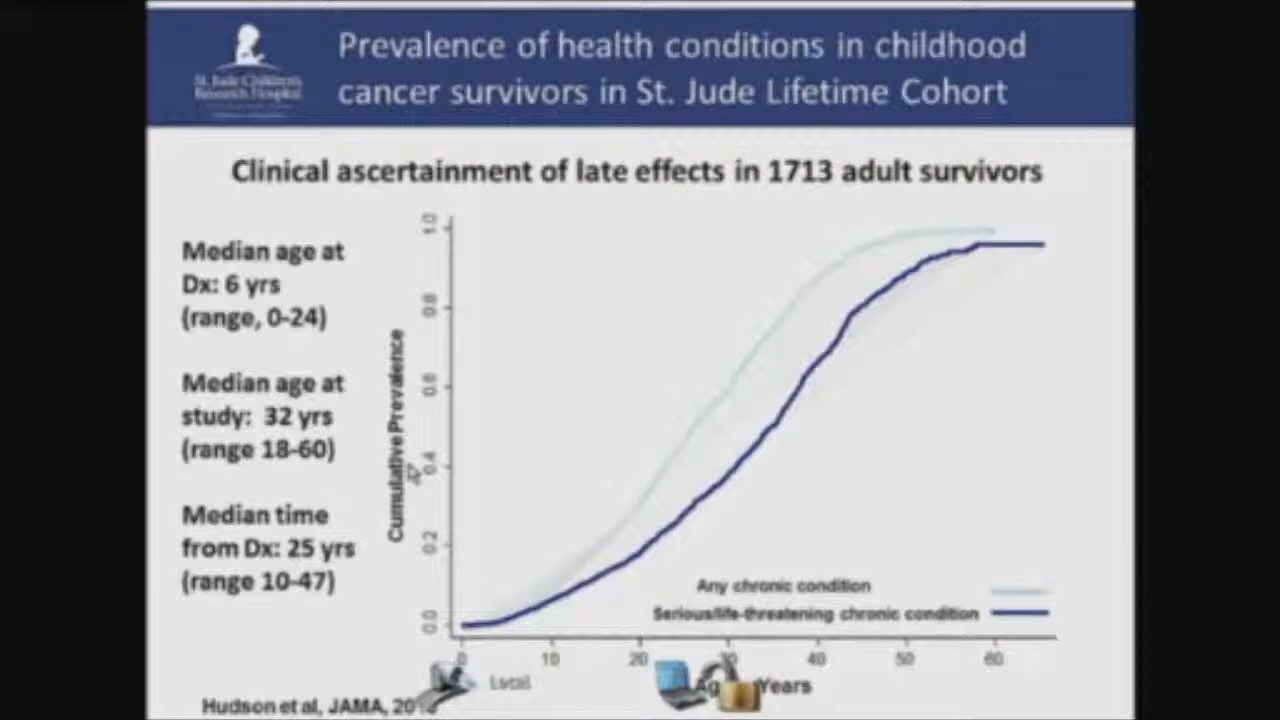 St. Jude Children's
Research Hospital
Prevalence of health conditions in childhood
cancer survivors in St. Jude Lifetime Cohort
Clinical ascertainment of late effects in 1713 adult survivors
Median age at
Dx: 6 yrs
(range, 0-24)
Median age at
study: 32 yrs
(range 18-60)
Median time
from Dx: 25 yrs
(range 10-47)
Cumulative Prevalence
1.0
0.8
0.6
0.4
0.2
0.0
Any chronic condition
Serious/life-threatening chronic condition
0 10 20 30 40 50 60
Years
Hudson et al, JAMA,